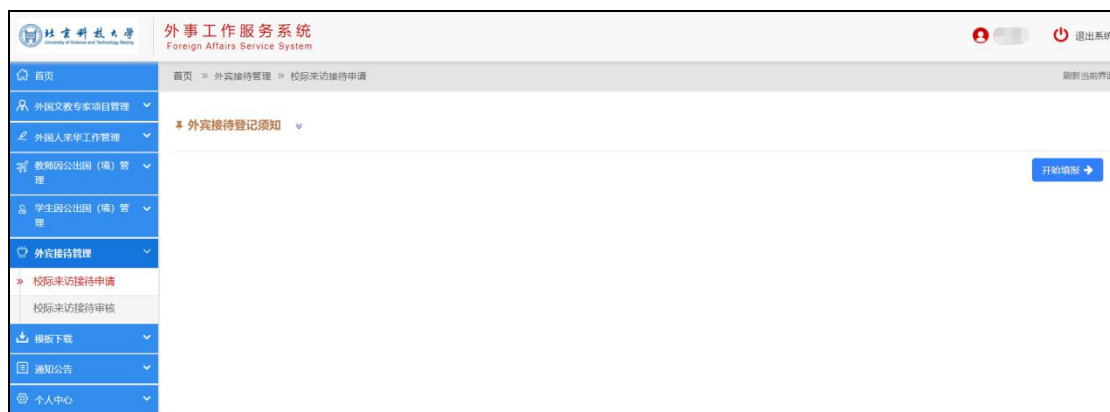 北京科技大学
University of Science and Technology Beijing
外事工作服务系统
Foreign Affairs Service System
退出系统
首页
首页 » 外宾接待管理 » 校际来访接待申请
刷新当前界面
外国文教专家项目管理
外宾接待登记须知
外国人来华工作管理
教师因公出国（境）管
理
开始填报
学生因公出国（境）管
理
外宾接待管理
» 校际来访接待申请
校际来访接待审核
模板下载
通知公告
个人中心